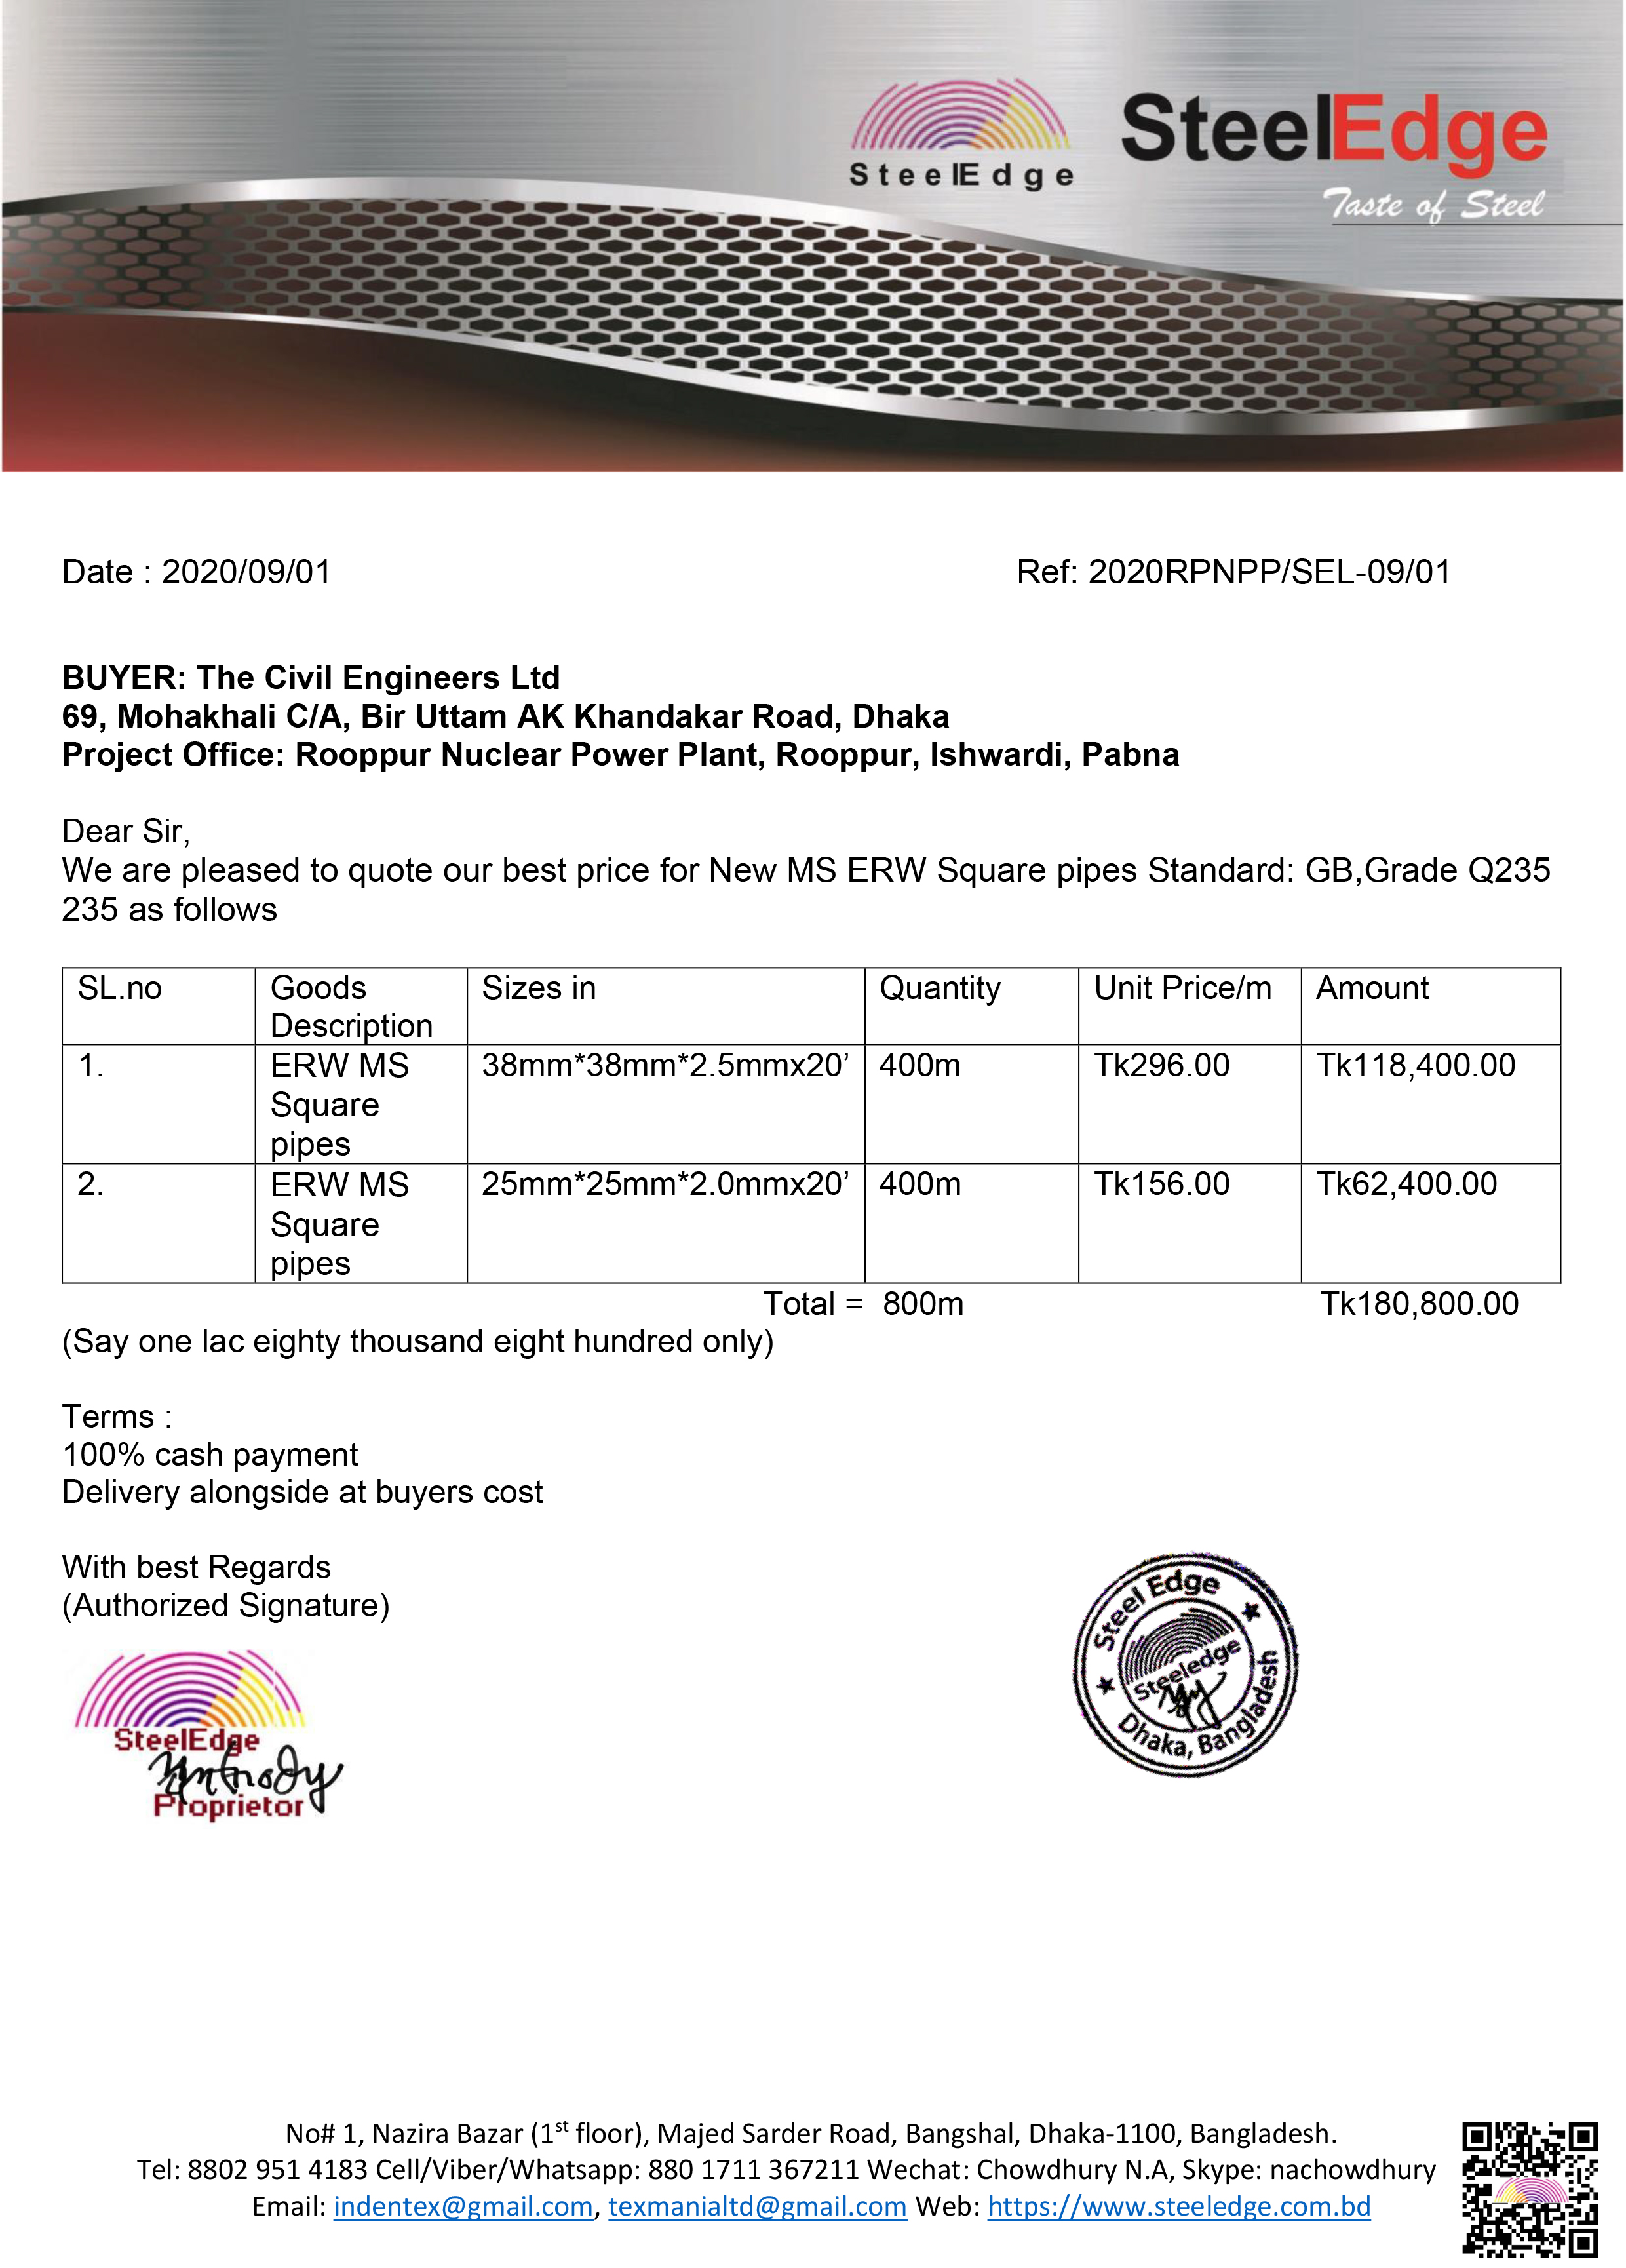 SteelEdge
SteelEdge
Taste of Steel
Date : 2020/09/01 Ref: 2020RPNPP/SEL-09/01
BUYER: The Civil Engineers Ltd
69, Mohakhali C/A, Bir Uttam AK Khandakar Road, Dhaka
Project Office: Rooppur Nuclear Power Plant, Rooppur, Ishwardi, Pabna
Dear Sir,
We are pleased to quote our best price for New MS ERW Square pipes Standard: GB,Grade Q235
235 as follows
SL.no Goods Description Sizes in Quantity Unit Price/m Amount
1. ERW MS Square pipes 38mm*38mm*2.5mmx20’ 400m Tk296.00 Tk118,400.00
2. ERW MS Square pipes 25mm*25mm*2.0mmx20’ 400m Tk156.00 Tk62,400.00
Total = 800m Tk180,800.00
(Say one lac eighty thousand eight hundred only)
Terms :
100% cash payment
Delivery alongside at buyers cost
With best Regards
(Authorized Signature)
SteelEdge
Proprietor
Steel Edge
Steeledge
Dhaka, Bangladesh
No# 1, Nazira Bazar (1st floor), Majed Sarder Road, Bangshal, Dhaka-1100, Bangladesh.
Tel: 8802 951 4183 Cell/Viber/Whatsapp: 880 1711 367211 Wechat: Chowdhury N.A, Skype: nachowdhury
Email: indentex@gmail.com, texmanialtd@gmail.com Web: https://www.steeledge.com.bd